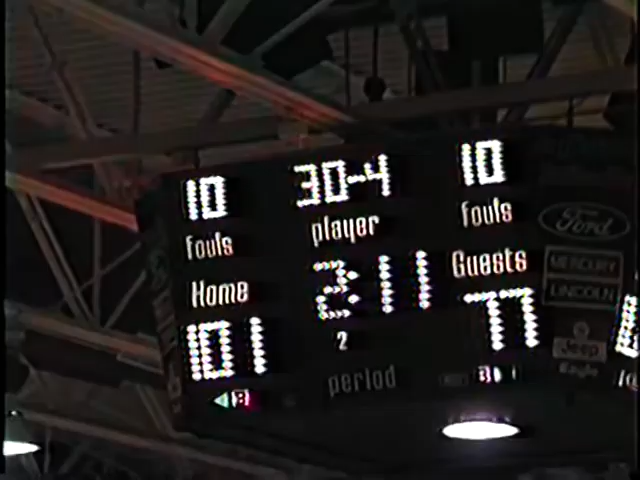 10 30-4 10
fouls player fouls
Home 2:11 Guests
101 2 77
period
Ford
MERCURY
LINCOLN
Jeep
Eagle